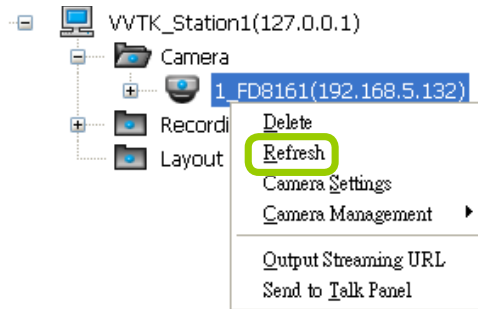 VVTK_Station1(127.0.0.1)
Camera
1_FD8161(192.168.5.132)
Recordi
Delete
Refresh
Layout
Camera Settings
Camera Management
Output Streaming URL
Send to Talk Panel